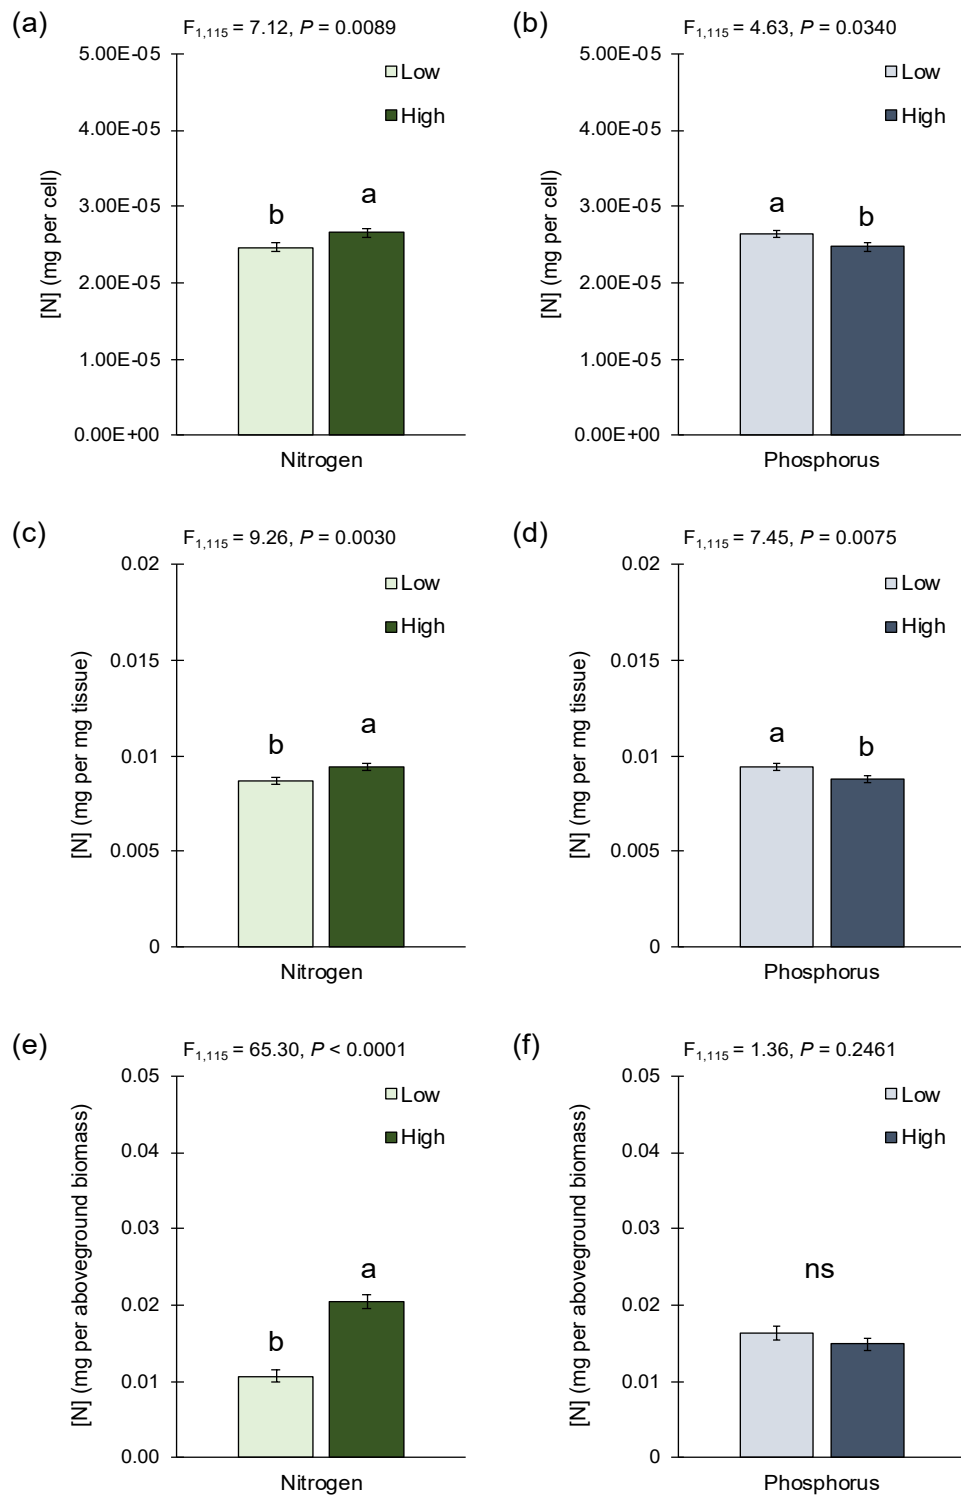 (a)
F1,115 = 7.12, P = 0.0089
5.00E-05
4.00E-05
3.00E-05
2.00E-05
1.00E-05
0.00E+00
[N] (mg per cell)
Low
High
b
a
Nitrogen
(b)
F1,115 = 4.63, P = 0.0340
5.00E-05
4.00E-05
3.00E-05
2.00E-05
1.00E-05
0.00E+00
[N] (mg per cell)
Low
High
a
b
Phosphorus
(c)
F1,115 = 9.26, P = 0.0030
0.02
0.015
0.01
0.005
0
[N] (mg per mg tissue)
Low
High
b
a
Nitrogen
(d)
F1,115 = 7.45, P = 0.0075
0.02
0.015
0.01
0.005
0
[N] (mg per mg tissue)
Low
High
a
b
Phosphorus
(e)
F1,115 = 65.30, P < 0.0001
0.05
0.04
0.03
0.02
0.01
0.00
[N] (mg per aboveground biomass)
Low
High
b
a
Nitrogen
(f)
F1,115 = 1.36, P = 0.2461
0.05
0.04
0.03
0.02
0.01
0
[N] (mg per aboveground biomass)
Low
High
ns
Phosphorus